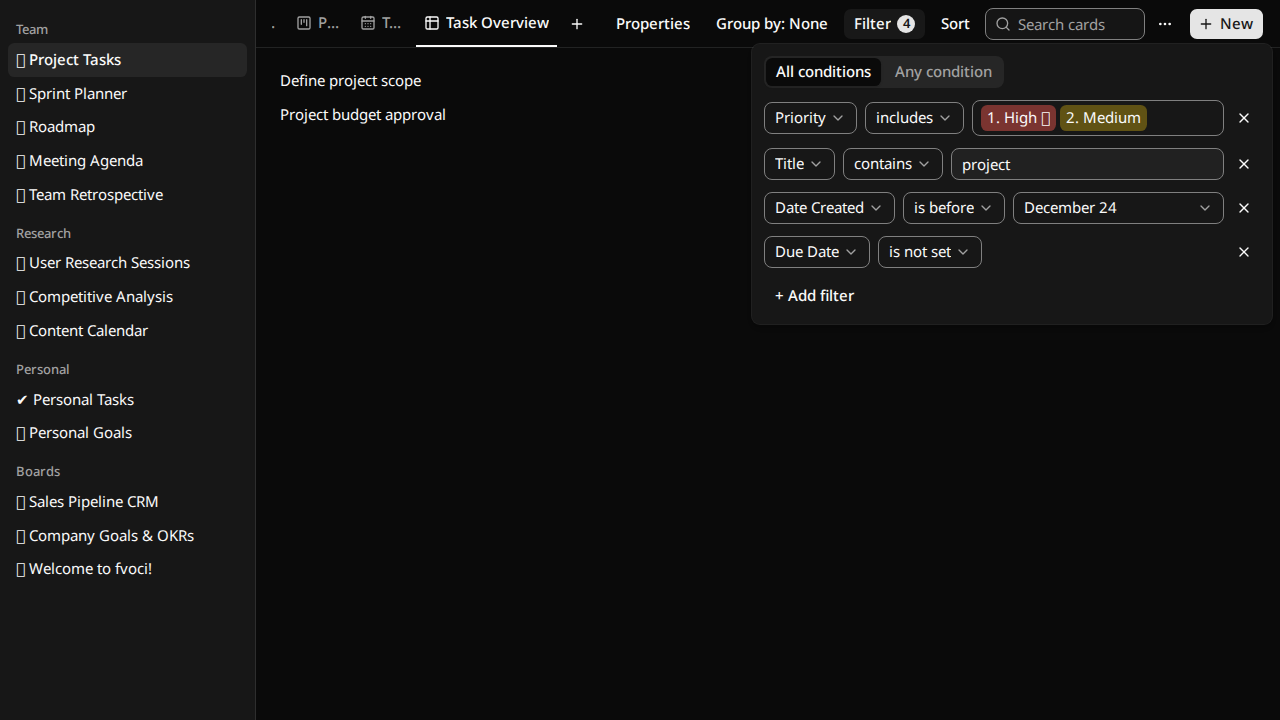 Team
Project Tasks
Sprint Planner
Roadmap
Meeting Agenda
Team Retrospective
Research
User Research Sessions
Competitive Analysis
Content Calendar
Personal
✔ Personal Tasks
Personal Goals
Boards
Sales Pipeline CRM
Company Goals & OKRs
Welcome to fvoci!
. P... T... Task Overview + Properties Group by: None Filter 4 Sort Search cards ... + New
Define project scope
Project budget approval
All conditions Any condition
Priority includes 1. High 2. Medium
Title contains project
Date Created is before December 24
Due Date is not set
+ Add filter